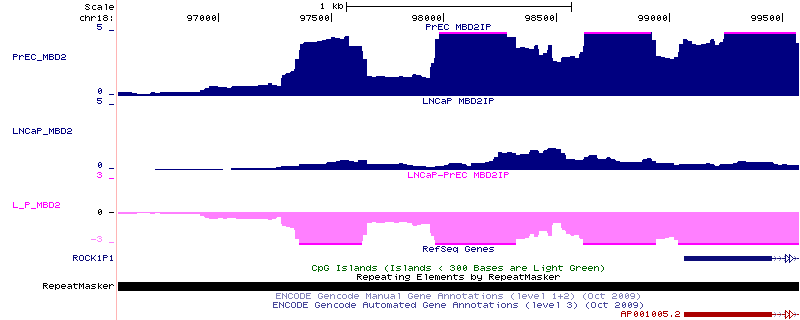 Scale 1 kb
chr18: 97000 97500 98000 98500 99000 99500
PrEC MBD2IP
5 _
PrEC_MBD2
0 _
LNCaP MBD2IP
5 _
LNCaP_MBD2
0 _
LNCaP-PrEC MBD2IP
3 _
L_P_MBD2
0 _
-3 _
RefSeq Genes
ROCK1P1
CpG Islands (Islands < 300 Bases are Light Green)
Repeating Elements by RepeatMasker
RepeatMasker
ENCODE Gencode Manual Gene Annotations (level 1+2) (Oct 2009)
ENCODE Gencode Automated Gene Annotations (level 3) (Oct 2009)
AP001005.2